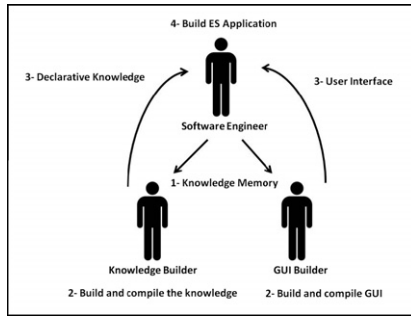 4- Build ES Application
3- Declarative Knowledge
3- User Interface
Software Engineer
1- Knowledge Memory
Knowledge Builder
GUI Builder
2- Build and compile the knowledge
2- Build and compile GUI